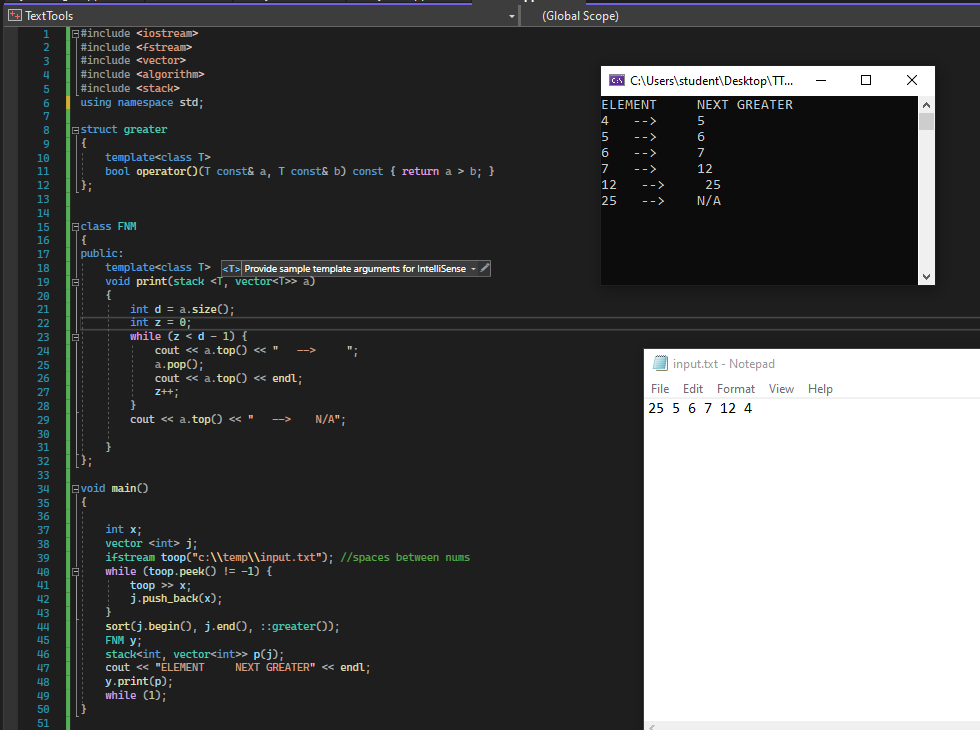 TextTools
(Global Scope)
1 #include <iostream>
2 #include <fstream>
3 #include <vector>
4 #include <algorithm>
5 #include <stack>
6 using namespace std;
7
8 struct greater
9 {
10     template<class T>
11     bool operator()(T const& a, T const& b) const { return a > b; }
12 };
13
14
15 class FNM
16 {
17 public:
18     template<class T> <T> Provide sample template arguments for IntelliSense
19     void print(stack <T, vector<T>> a)
20     {
21         int d = a.size();
22         int z = 0;
23         while (z < d - 1) {
24             cout << a.top() << "   -->     ";
25             a.pop();
26             cout << a.top() << endl;
27             z++;
28         }
29         cout << a.top() << "   -->    N/A";
30
31     }
32 };
33
34 void main()
35 {
36
37     int x;
38     vector <int> j;
39     ifstream toop("c:\\temp\\input.txt"); //spaces between nums
40     while (toop.peek() != -1) {
41         toop >> x;
42         j.push_back(x);
43     }
44     sort(j.begin(), j.end(), ::greater());
45     FNM y;
46     stack<int, vector<int>> p(j);
47     cout << "ELEMENT     NEXT GREATER" << endl;
48     y.print(p);
49     while (1);
50 }
51
C:\Users\student\Desktop\TT...
ELEMENT     NEXT GREATER
4   -->     5
5   -->     6
6   -->     7
7   -->     12
12   -->     25
25   -->    N/A
input.txt - Notepad
File Edit Format View Help
25 5 6 7 12 4